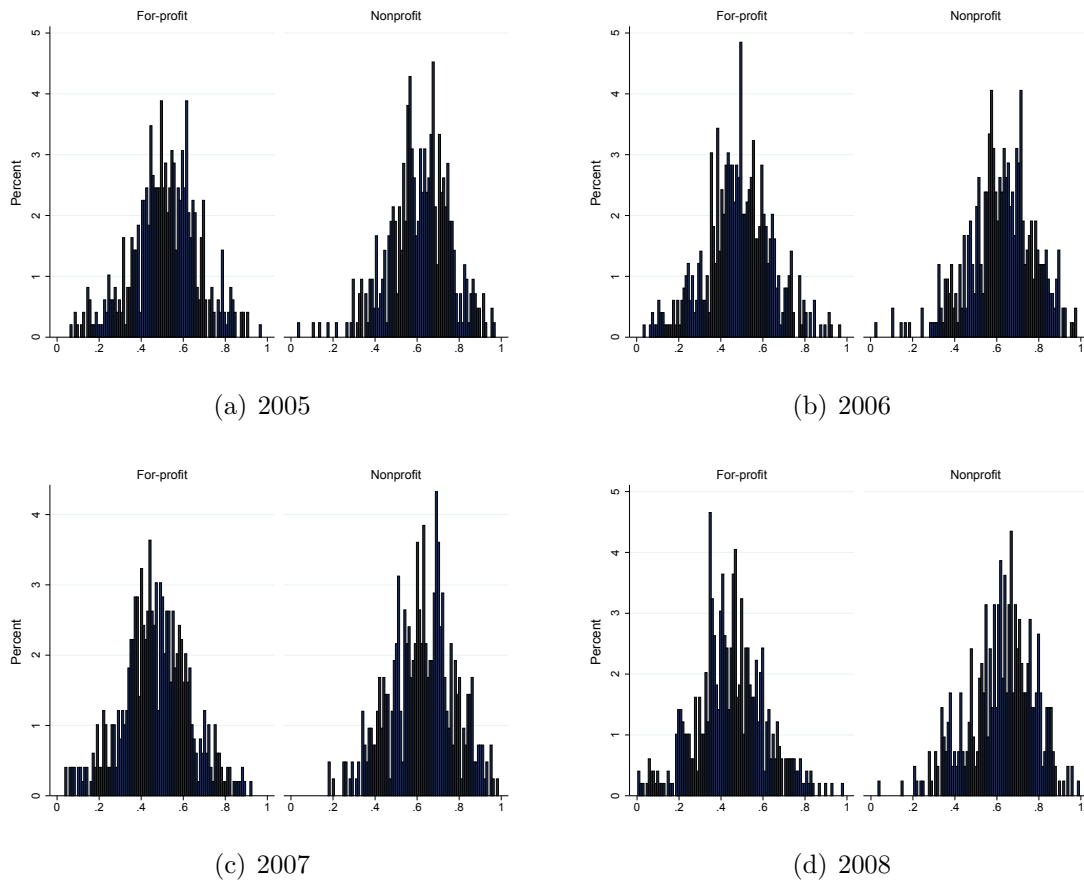 For-profit Nonprofit
5
4
3
2
1
0
Percent
0 .2 .4 .6 .8 1 0 .2 .4 .6 .8 1
(a) 2005
For-profit Nonprofit
5
4
3
2
1
0
Percent
0 .2 .4 .6 .8 1 0 .2 .4 .6 .8 1
(b) 2006
For-profit Nonprofit
4
3
2
1
0
Percent
0 .2 .4 .6 .8 1 0 .2 .4 .6 .8 1
(c) 2007
For-profit Nonprofit
5
4
3
2
1
0
Percent
0 .2 .4 .6 .8 1 0 .2 .4 .6 .8 1
(d) 2008